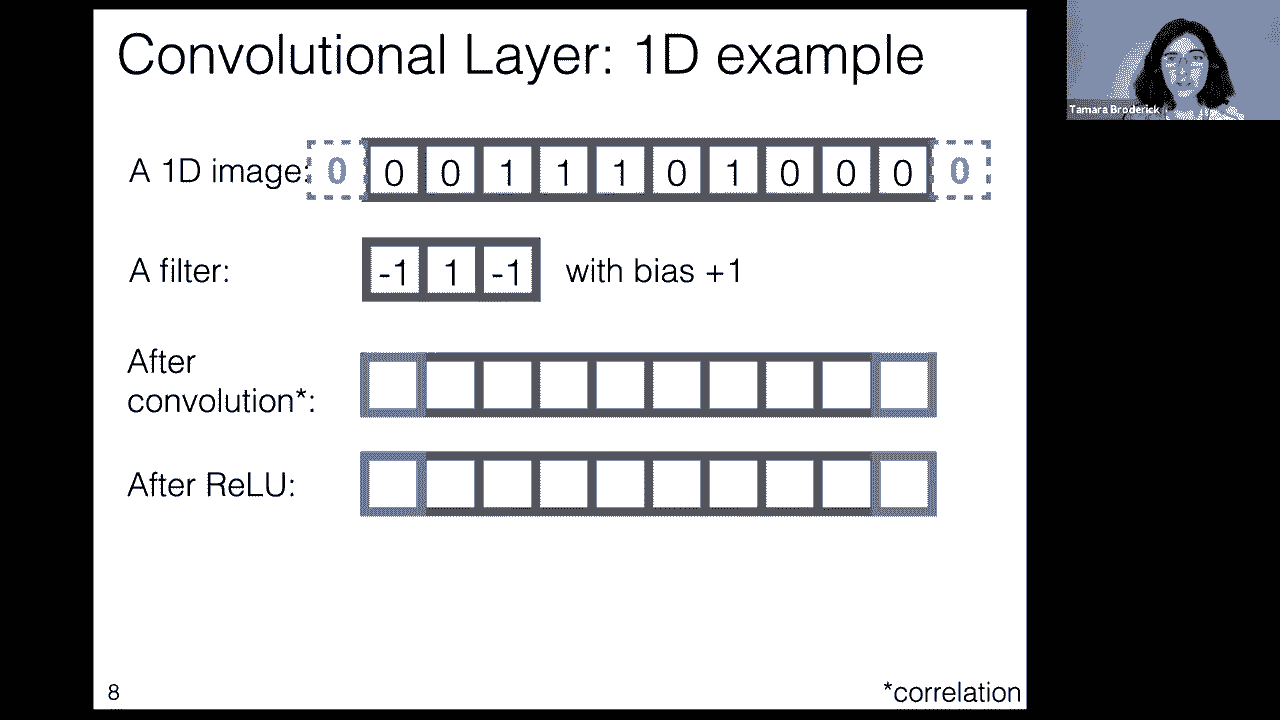 Convolutional Layer: 1D example
Tamara Broderick
A 1D image: 0 0 0 1 1 1 0 1 0 0 0 0
A filter: -1 1 -1 with bias +1
After
convolution*:
After ReLU:
8
*correlation